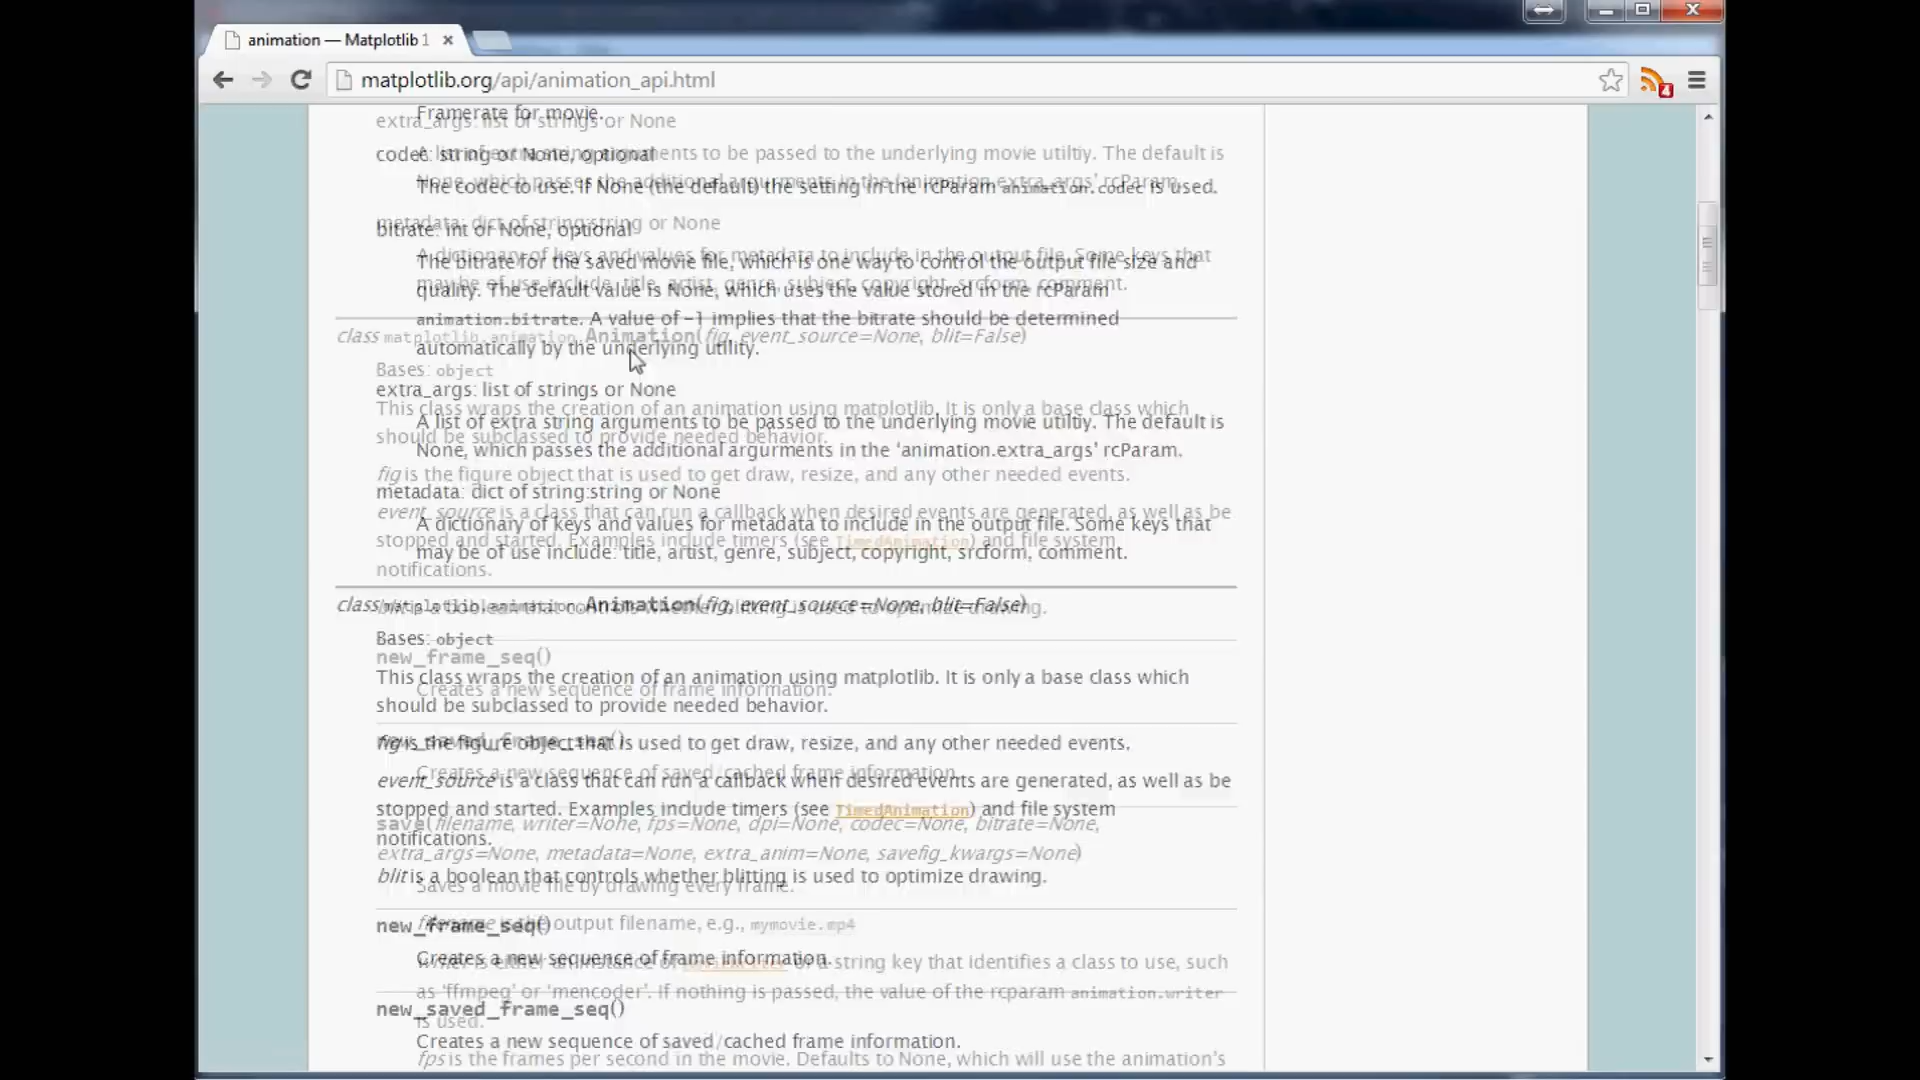 animation — Matplotlib 1
matplotlib.org/api/animation_api.html
4
Framerate for movie.
extra_args: list of strings or None
codec: string or None, optional
A list of extra string arguments to be passed to the underlying movie utiltiy. The default is
None, which passes the additional argurments in the 'animation.extra_args' rcParam.
The codec to use. If None (the default) the setting in the rcParam animation.codec is used.
metadata: dict of string:string or None
bitrate: int or None, optional
A dictionary of keys and values for metadata to include in the output file. Some keys that
The bitrate for the saved movie file, which is one way to control the output file size and
may be of use include: title, artist, genre, subject, copyright, srcform, comment.
quality. The default value is None, which uses the value stored in the rcParam
animation.bitrate. A value of -1 implies that the bitrate should be determined
class matplotlib.animation.Animation(fig, event_source=None, blit=False)
automatically by the underlying utility.
Bases: object
extra_args: list of strings or None
This class wraps the creation of an animation using matplotlib. It is only a base class which
A list of extra string arguments to be passed to the underlying movie utiltiy. The default is
should be subclassed to provide needed behavior.
None, which passes the additional argurments in the 'animation.extra_args' rcParam.
fig is the figure object that is used to get draw, resize, and any other needed events.
metadata: dict of string:string or None
event_source is a class that can run a callback when desired events are generated, as well as be
A dictionary of keys and values for metadata to include in the output file. Some keys that
stopped and started. Examples include timers (see TimedAnimation) and file system
may be of use include: title, artist, genre, subject, copyright, srcform, comment.
notifications.
class matplotlib.animation.Animation(fig, event_source=None, blit=False)
blit is a boolean that controls whether blitting is used to optimize drawing.
Bases: object
new_frame_seq()
This class wraps the creation of an animation using matplotlib. It is only a base class which
Creates a new sequence of frame information.
should be subclassed to provide needed behavior.
new_saved_frame_seq()
fig is the figure object that is used to get draw, resize, and any other needed events.
Creates a new sequence of saved/cached frame information.
event_source is a class that can run a callback when desired events are generated, as well as be
stopped and started. Examples include timers (see TimedAnimation) and file system
save(filename, writer=None, fps=None, dpi=None, codec=None, bitrate=None,
notifications.
extra_args=None, metadata=None, extra_anim=None, savefig_kwargs=None)
blit is a boolean that controls whether blitting is used to optimize drawing.
Saves a movie file by drawing every frame.
filename is the output filename, e.g., mymovie.mp4
new_frame_seq()
Creates a new sequence of frame information.
writer is either an instance of MovieWriter or a string key that identifies a class to use, such
as 'ffmpeg' or 'mencoder'. If nothing is passed, the value of the rcparam animation.writer
new_saved_frame_seq()
is used.
Creates a new sequence of saved/cached frame information.
fps is the frames per second in the movie. Defaults to None, which will use the animation's